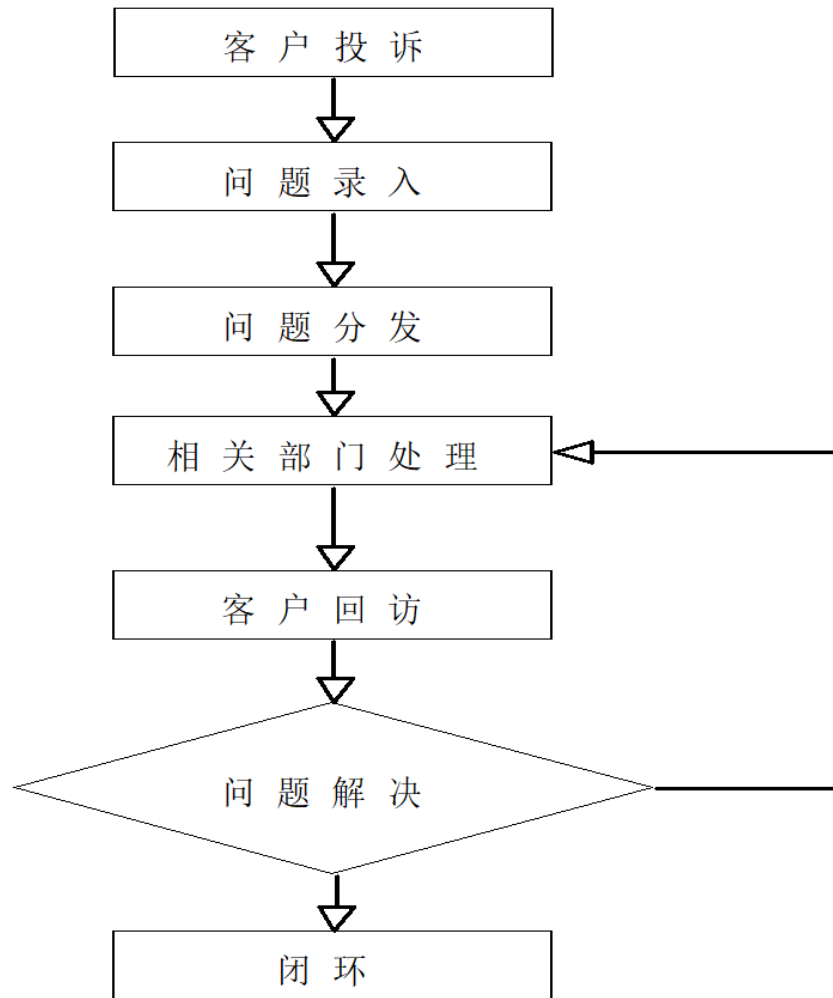 客户投诉
问题录入
问题分发
相关部门处理
客户回访
问题解决
闭环